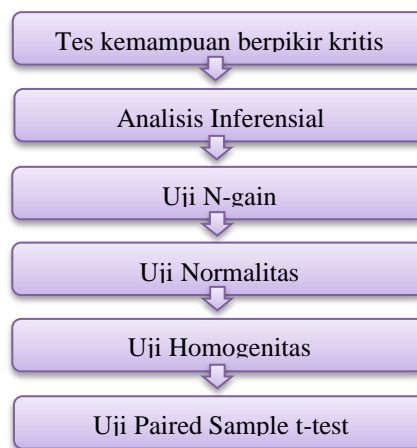 Tes kemampuan berpikir kritis
Analisis Inferensial
Uji N-gain
Uji Normalitas
Uji Homogenitas
Uji Paired Sample t-test